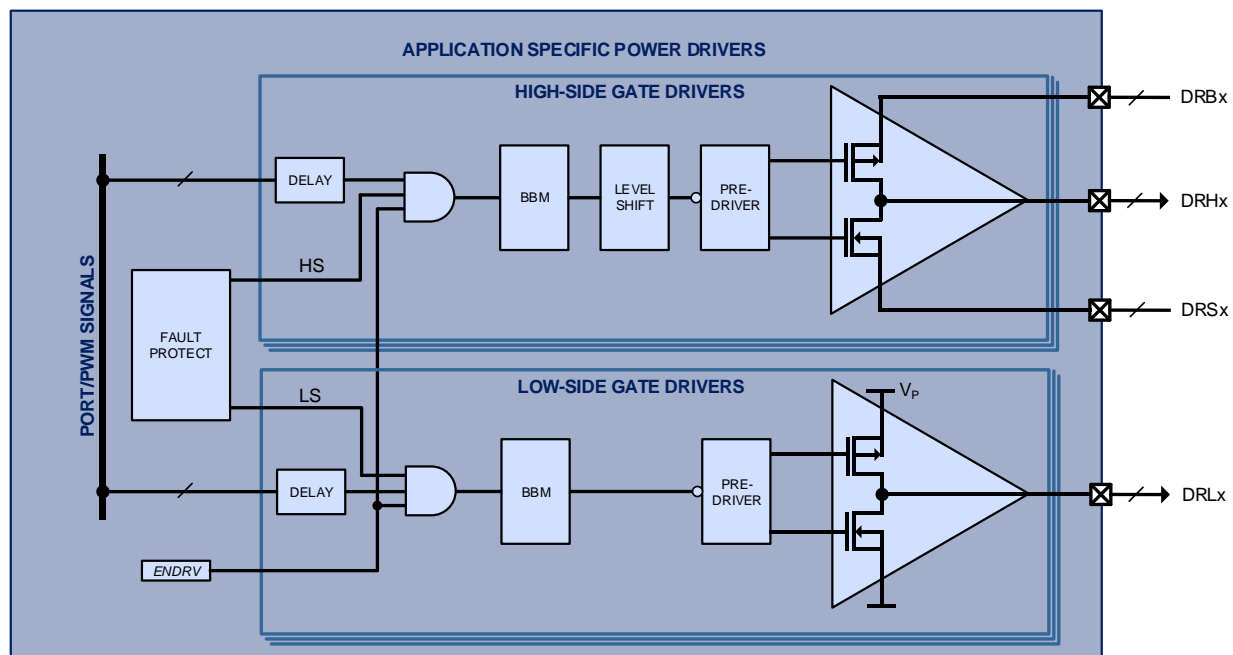 APPLICATION SPECIFIC POWER DRIVERS
HIGH-SIDE GATE DRIVERS
DRBx
DELAY
BBM
LEVEL
SHIFT
PRE-
DRIVER
DRHx
PORT/PWM SIGNALS
HS
FAULT
PROTECT
DRSx
LS
LOW-SIDE GATE DRIVERS
VP
DELAY
BBM
PRE-
DRIVER
DRLx
ENDRV